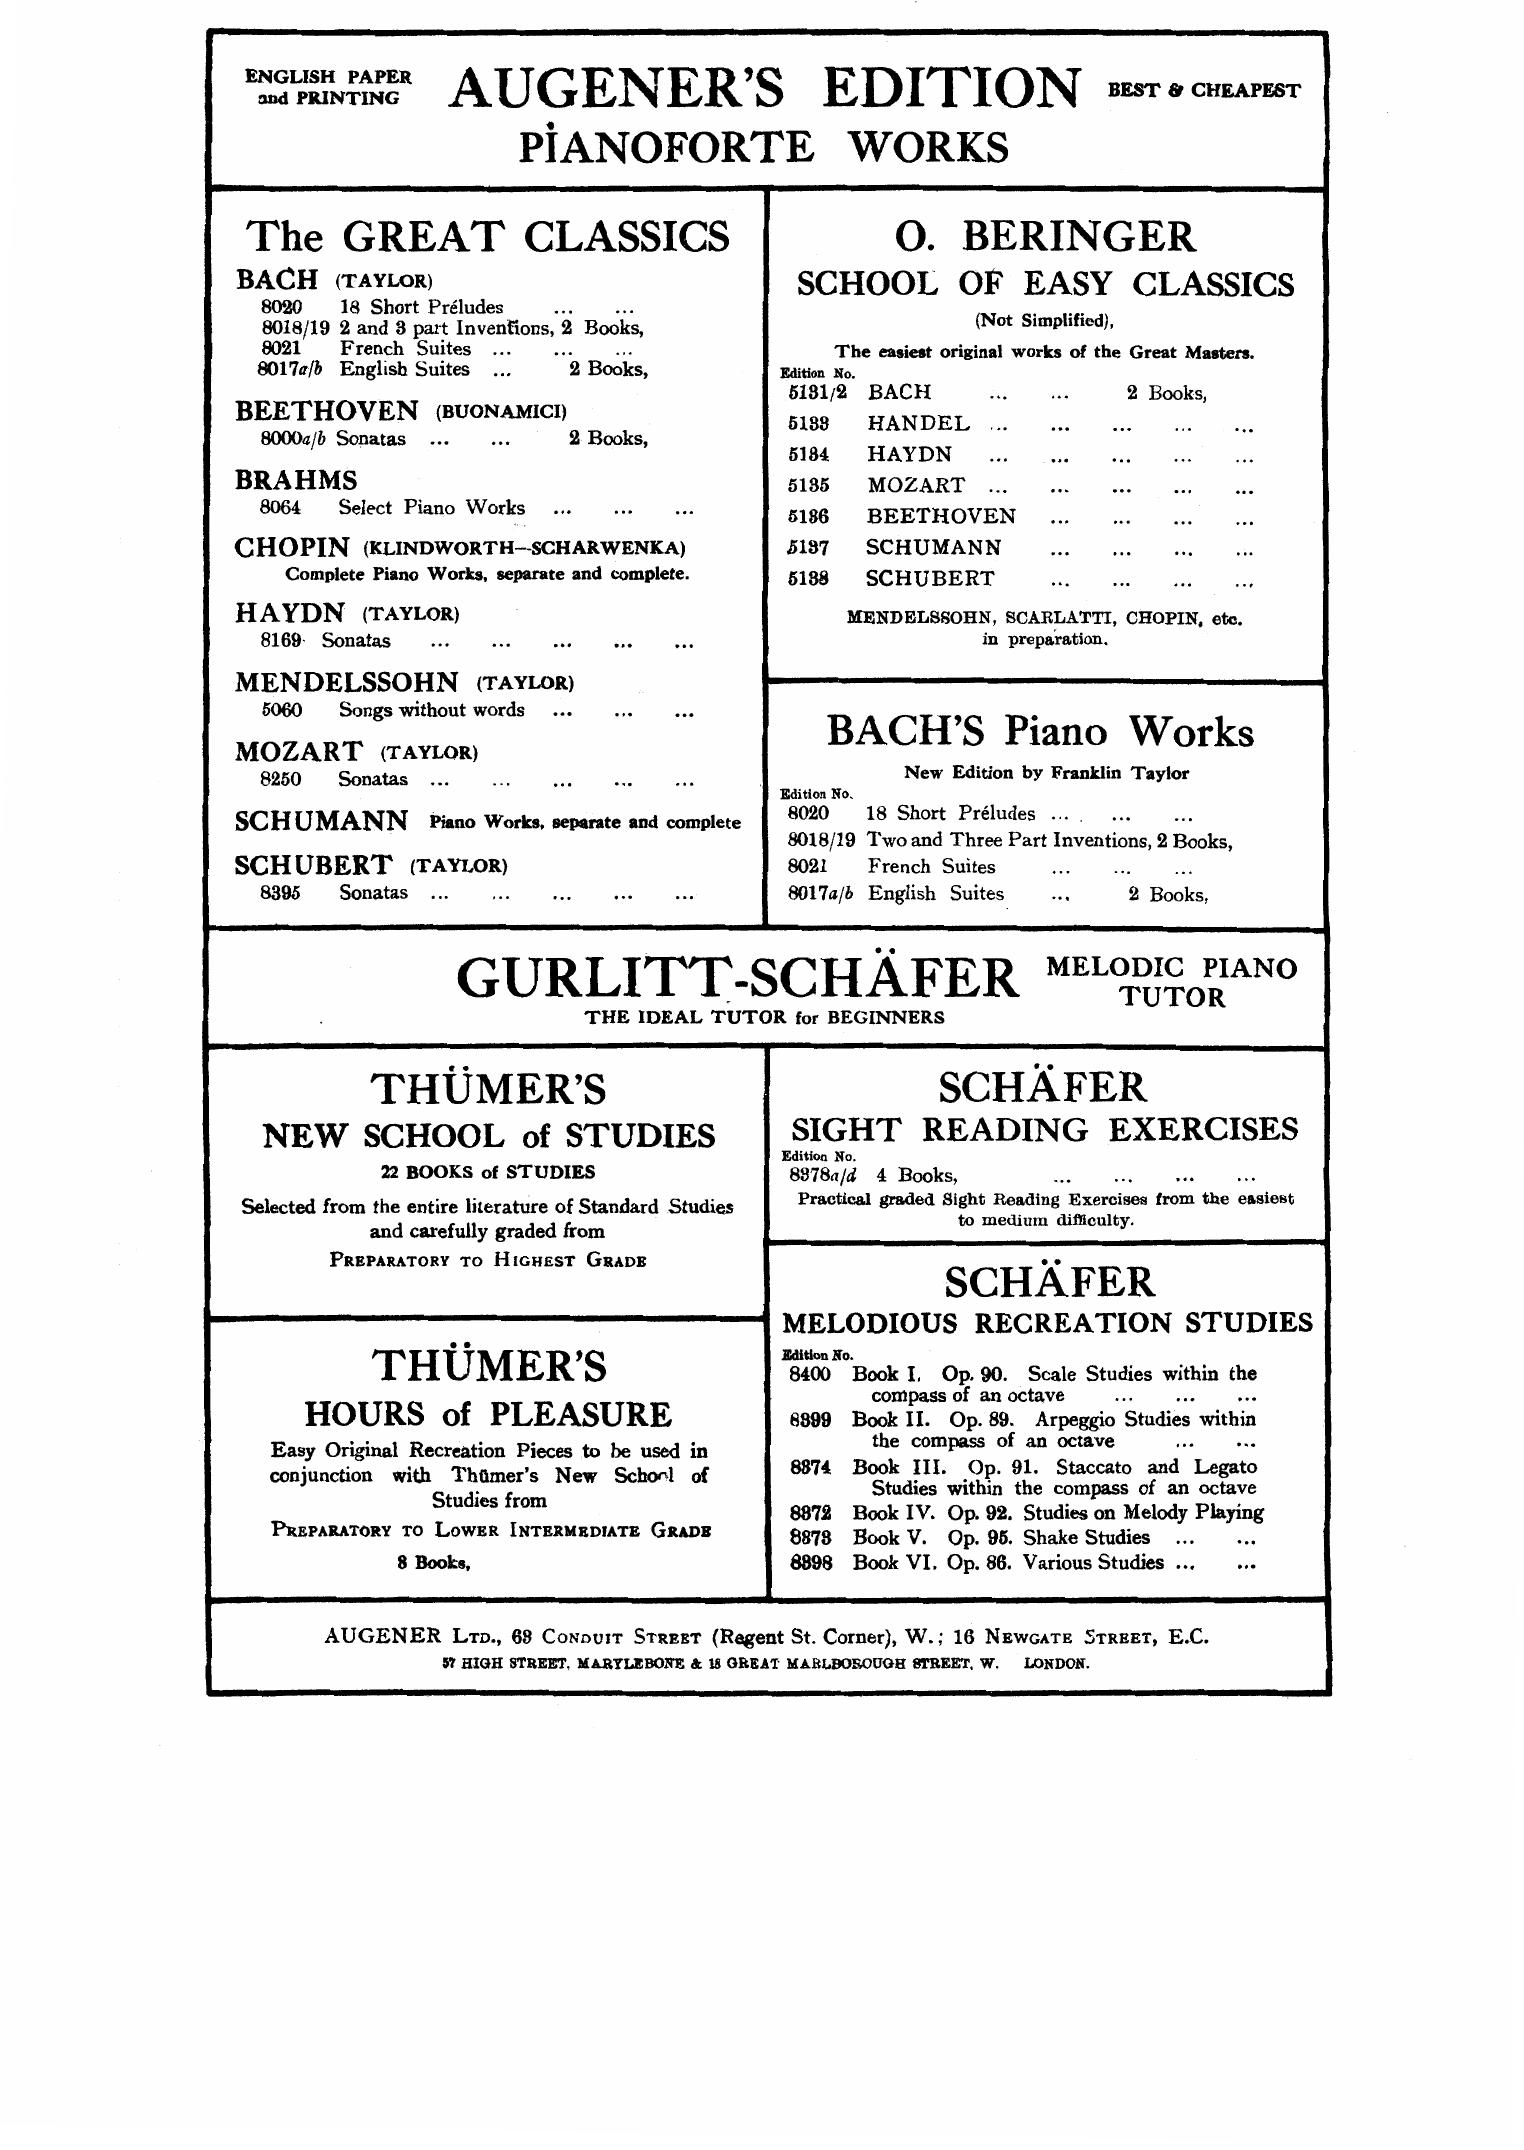 ENGLISH PAPER
and PRINTING
AUGENER'S EDITION
BEST & CHEAPEST
PIANOFORTE WORKS
The GREAT CLASSICS
BACH (TAYLOR)
8020 18 Short Préludes ... ...
8018/19 2 and 3 part Inventions, 2 Books,
8021 French Suites ... ... ...
8017a/b English Suites ... 2 Books,
BEETHOVEN (BUONAMICI)
8000a/b Sonatas ... ... 2 Books,
BRAHMS
8064 Select Piano Works ... ... ...
CHOPIN (KLINDWORTH—SCHARWENKA)
Complete Piano Works, separate and complete.
HAYDN (TAYLOR)
8169 Sonatas ... ... ... ... ...
MENDELSSOHN (TAYLOR)
5060 Songs without words ... ... ...
MOZART (TAYLOR)
8250 Sonatas ... ... ... ... ...
SCHUMANN Piano Works, separate and complete
SCHUBERT (TAYLOR)
8395 Sonatas ... ... ... ... ...
O. BERINGER
SCHOOL OF EASY CLASSICS
(Not Simplified),
The easiest original works of the Great Masters.
Edition No.
5131/2 BACH ... ... 2 Books,
5133 HANDEL ... ... ... ... ...
5134 HAYDN ... ... ... ... ...
5135 MOZART ... ... ... ... ...
5136 BEETHOVEN ... ... ... ...
5137 SCHUMANN ... ... ... ...
5138 SCHUBERT ... ... ... ...
MENDELSSOHN, SCARLATTI, CHOPIN, etc.
in preparation.
BACH'S Piano Works
New Edition by Franklin Taylor
Edition No.
8020 18 Short Préludes ... ... ...
8018/19 Two and Three Part Inventions, 2 Books,
8021 French Suites ... ... ...
8017a/b English Suites ... 2 Books,
GURLITT-SCHÄFER
MELODIC PIANO
TUTOR
THE IDEAL TUTOR for BEGINNERS
THÜMER'S
NEW SCHOOL of STUDIES
22 BOOKS of STUDIES
Selected from the entire literature of Standard Studies
and carefully graded from
PREPARATORY TO HIGHEST GRADE
THÜMER'S
HOURS of PLEASURE
Easy Original Recreation Pieces to be used in
conjunction with Thümer's New School of
Studies from
PREPARATORY TO LOWER INTERMEDIATE GRADE
8 Books,
SCHÄFER
SIGHT READING EXERCISES
Edition No.
8378a/d 4 Books, ... ... ... ...
Practical graded Sight Reading Exercises from the easiest
to medium difficulty.
SCHÄFER
MELODIOUS RECREATION STUDIES
Edition No.
8400 Book I. Op. 90. Scale Studies within the
compass of an octave ... ... ...
8399 Book II. Op. 89. Arpeggio Studies within
the compass of an octave ... ...
8374 Book III. Op. 91. Staccato and Legato
Studies within the compass of an octave
8372 Book IV. Op. 92. Studies on Melody Playing
8373 Book V. Op. 95. Shake Studies ... ...
8398 Book VI. Op. 86. Various Studies ... ...
AUGENER LTD., 63 CONDUIT STREET (Regent St. Corner), W.; 16 NEWGATE STREET, E.C.
57 HIGH STREET, MARYLEBONE & 18 GREAT MARLBOROUGH STREET, W. LONDON.